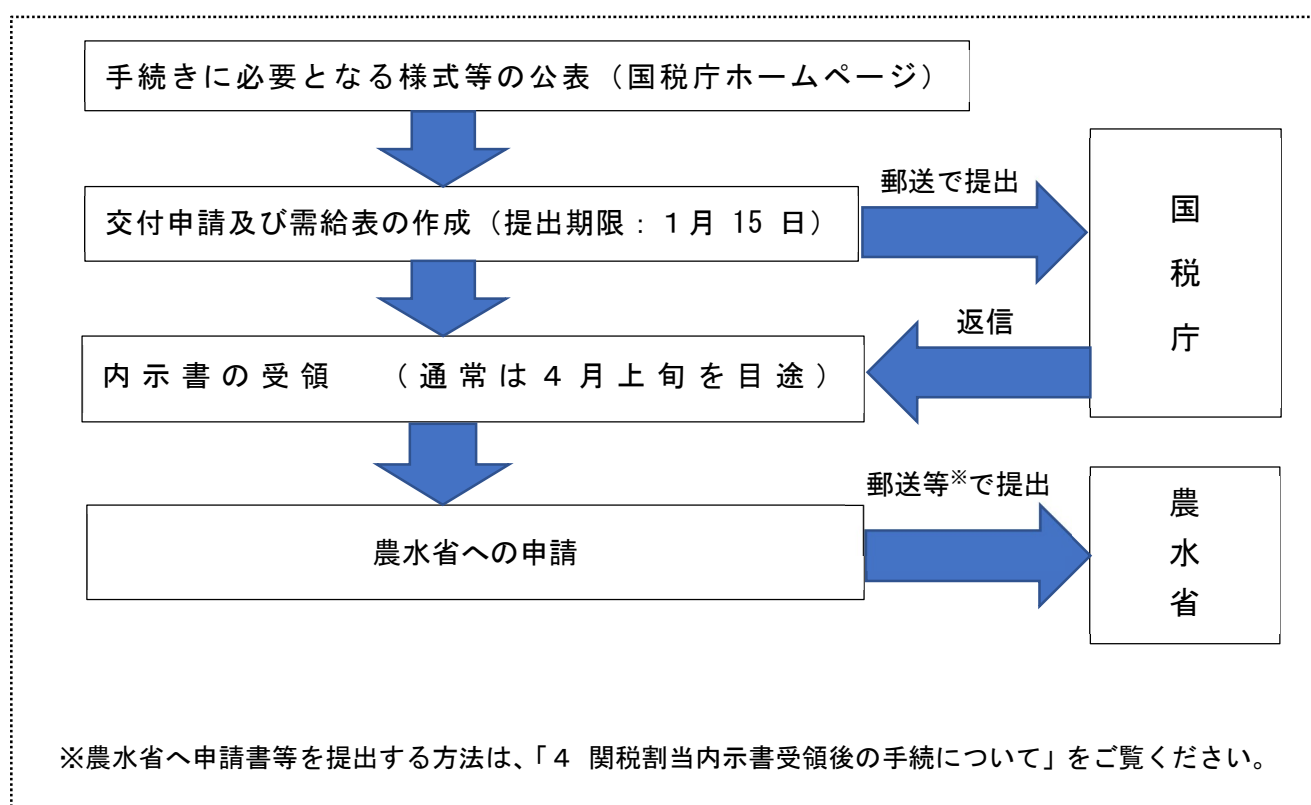 手続きに必要となる様式等の公表（国税庁ホームページ）
郵送で提出
交付申請及び需給表の作成（提出期限：１月 15 日）
国税庁
返信
内示書の受領　（通常は４月上旬を目途）
郵送等※で提出
農水省への申請
農水省
※農水省へ申請書等を提出する方法は、「４ 関税割当内示書受領後の手続について」をご覧ください。